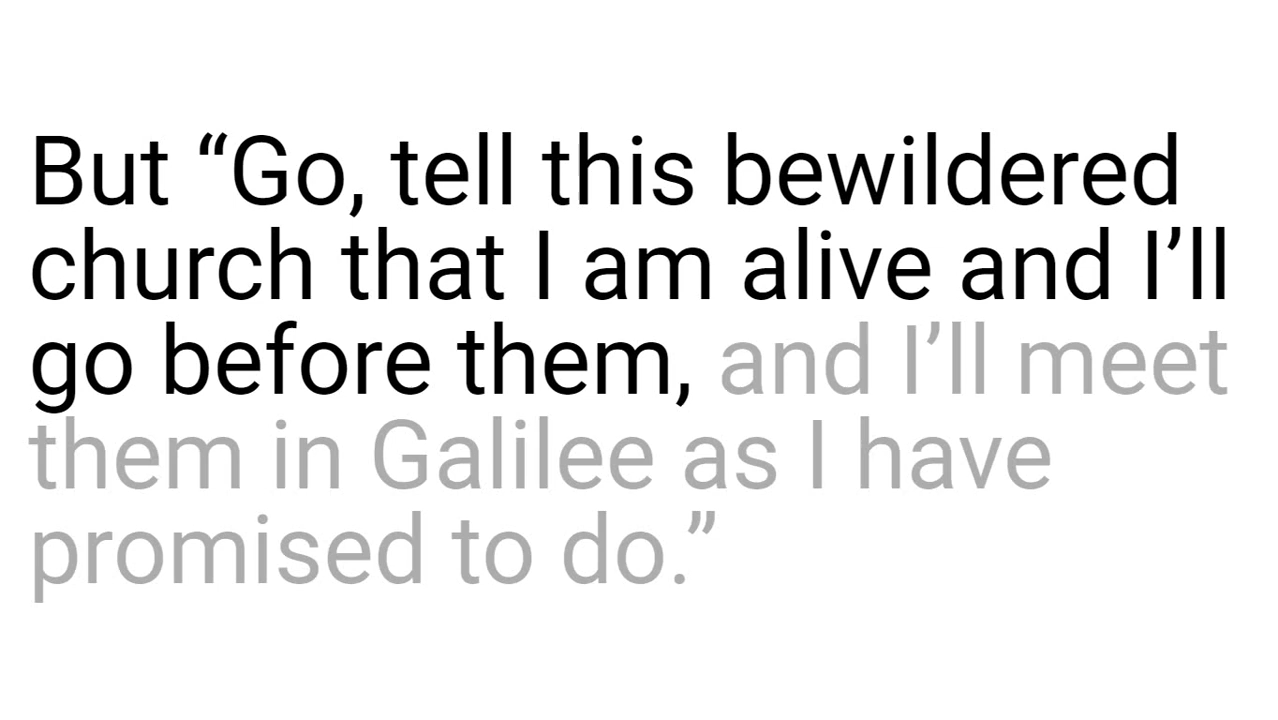 But “Go, tell this bewildered
church that I am alive and I’ll
go before them, and I’ll meet
them in Galilee as I have
promised to do.”